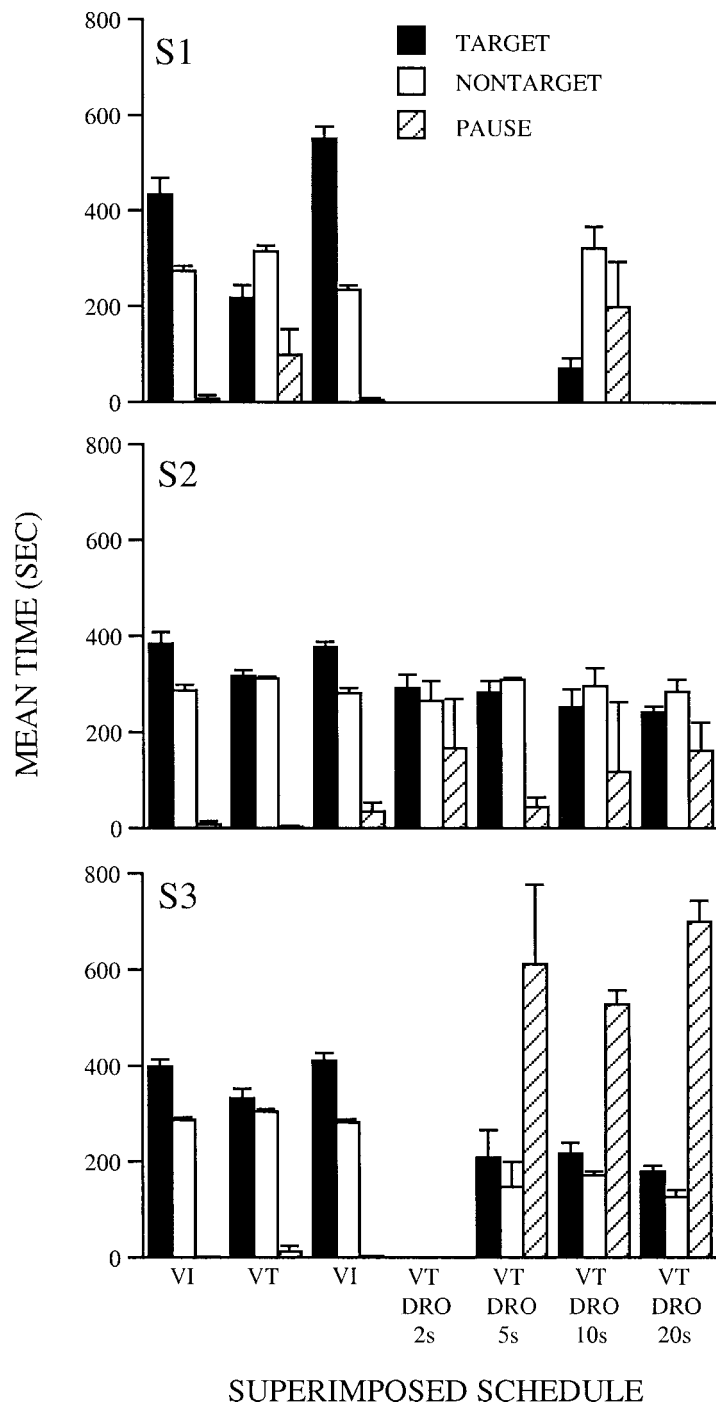 800
S1
TARGET
NONTARGET
PAUSE
600
400
200
0
800
S2
600
400
200
0
MEAN TIME (SEC)
800
S3
600
400
200
0
VI VT VI VT VT VT VT
DRO DRO DRO DRO
2s 5s 10s 20s
SUPERIMPOSED SCHEDULE